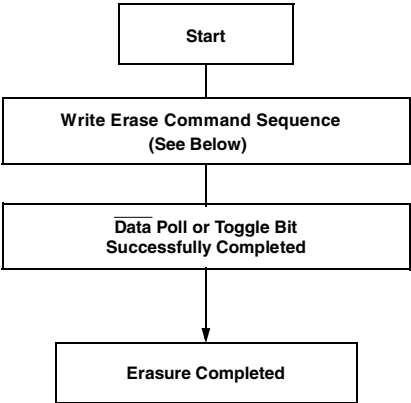 Start
Write Erase Command Sequence
(See Below)
Data Poll or Toggle Bit
Successfully Completed
Erasure Completed